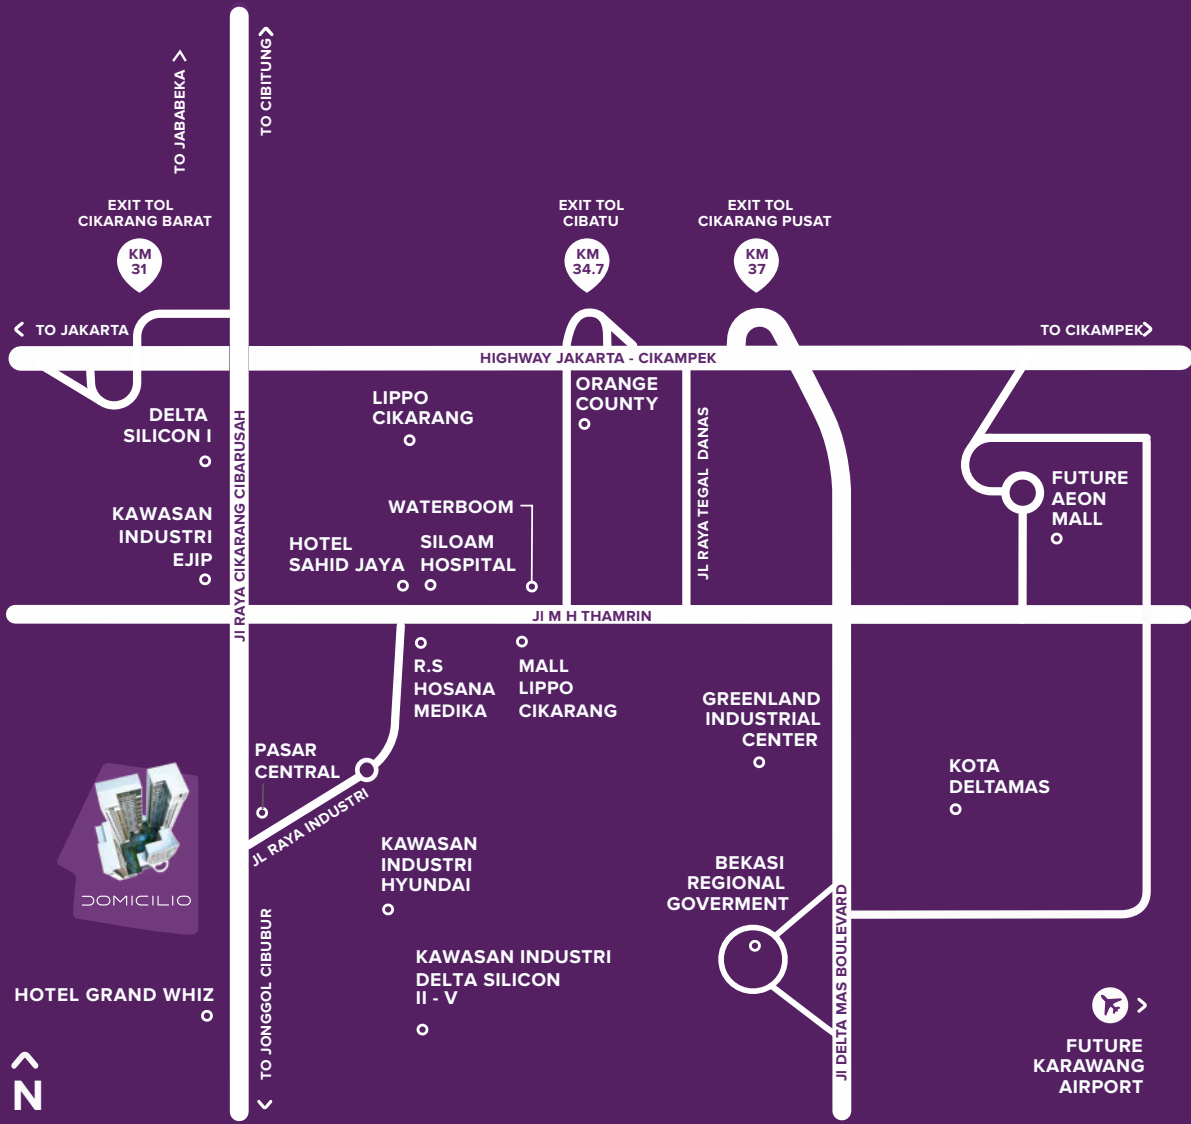 TO JABABEKA
TO CIBITUNG
EXIT TOL
CIKARANG BARAT
KM
31
EXIT TOL
CIBATU
KM
34.7
EXIT TOL
CIKARANG PUSAT
KM
37
TO JAKARTA
TO CIKAMPEK
HIGHWAY JAKARTA - CIKAMPEK
DELTA
SILICON I
JI RAYA CIKARANG CIBARUSAH
LIPPO
CIKARANG
ORANGE
COUNTY
JL RAYA TEGAL DANAS
FUTURE
AEON
MALL
KAWASAN
INDUSTRI
EJIP
WATERBOOM
HOTEL
SAHID JAYA
SILOAM
HOSPITAL
JI M H THAMRIN
R.S
HOSANA
MEDIKA
MALL
LIPPO
CIKARANG
GREENLAND
INDUSTRIAL
CENTER
PASAR
CENTRAL
JL RAYA INDUSTRI
KOTA
DELTAMAS
DOMICILIO
KAWASAN
INDUSTRI
HYUNDAI
BEKASI
REGIONAL
GOVERMENT
JI DELTA MAS BOULEVARD
TO JONGGOL CIBUBUR
KAWASAN INDUSTRI
DELTA SILICON
II - V
HOTEL GRAND WHIZ
FUTURE
KARAWANG
AIRPORT
N